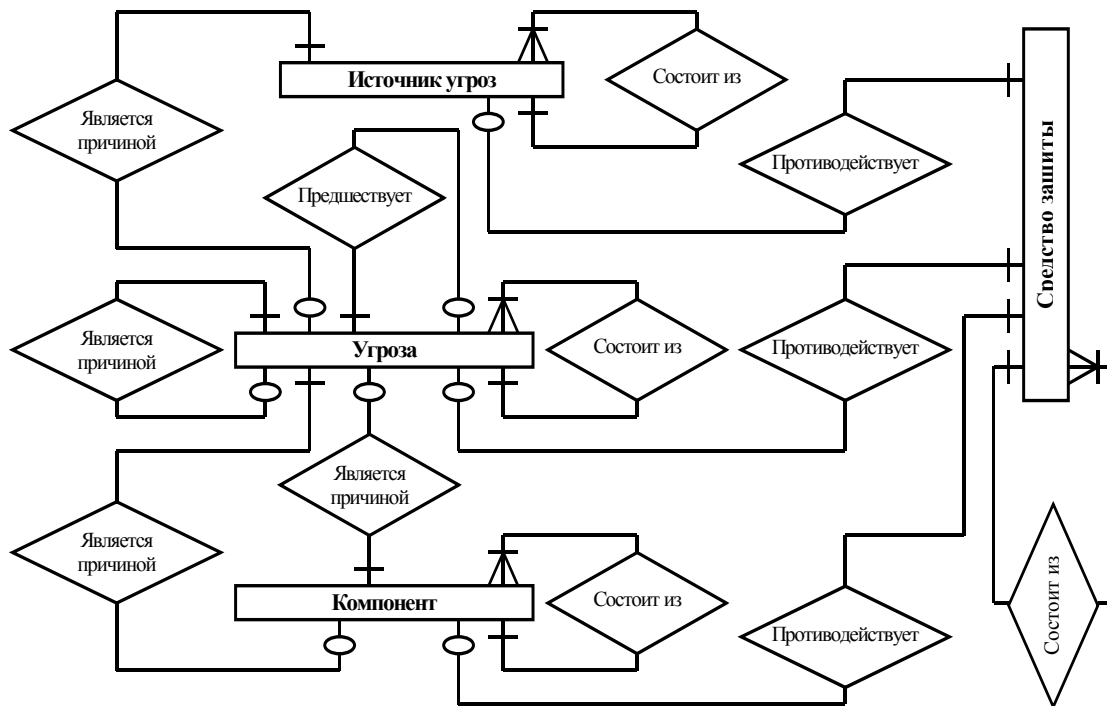 Источник угроз
Состоит из
Является
причиной
Противодействует
Предшествует
Средство зашиты
Является
причиной
Угроза
Состоит из
Противодействует
Является
причиной
Является
причиной
Компонент
Состоит из
Противодействует
Состоит из